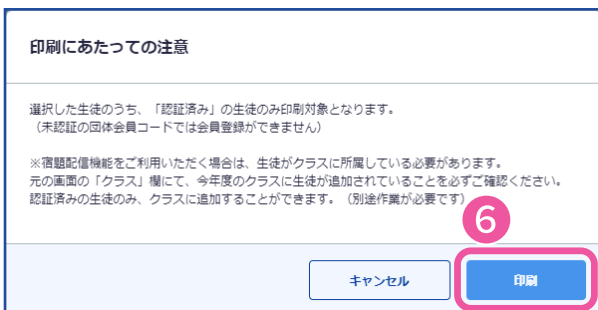 印刷にあたっての注意
選択した生徒のうち、「認証済み」の生徒のみ印刷対象となります。
（未認証の団体会員コードでは会員登録ができません）
※宿題配信機能をご利用いただく場合は、生徒がクラスに所属している必要があります。
元の画面の「クラス」欄にて、今年度のクラスに生徒が追加されていることを必ずご確認ください。
認証済みの生徒のみ、クラスに追加することができます。（別途作業が必要です）
6
キャンセル
印刷